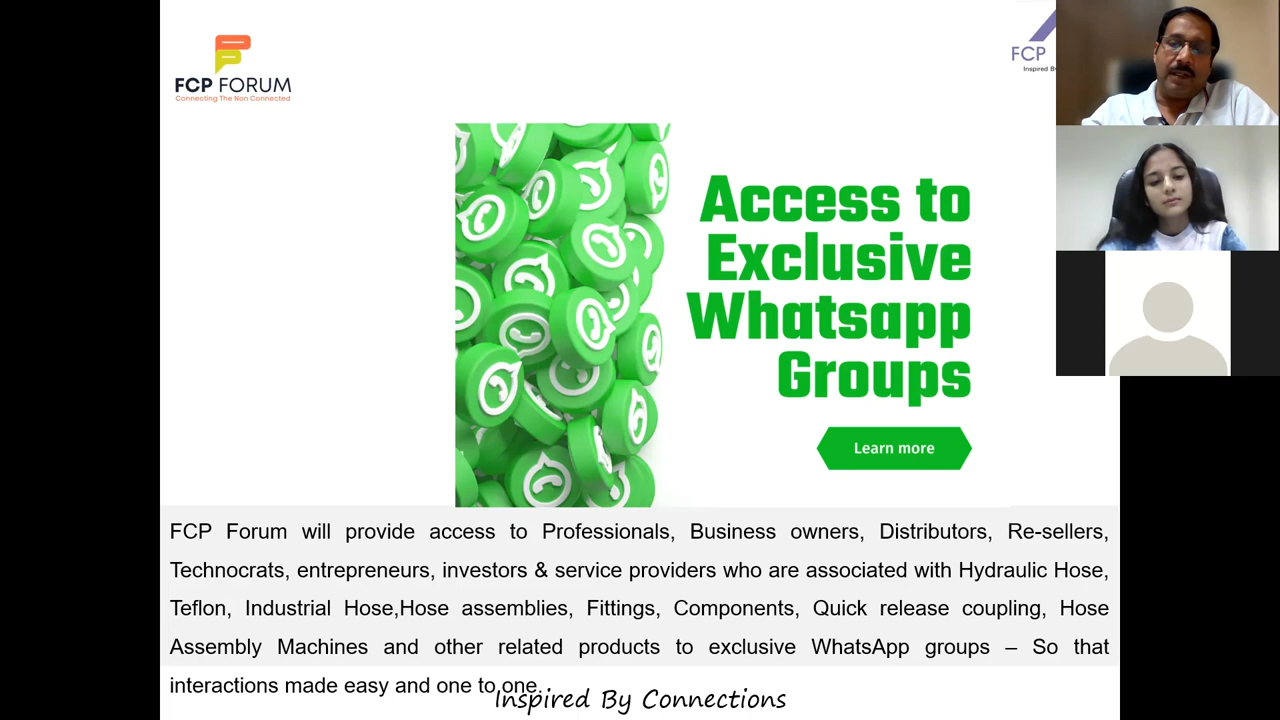 FCP FORUM
Connecting The Non Connected
FCP
Inspired By
Access to
Exclusive
Whatsapp
Groups
Learn more
FCP Forum will provide access to Professionals, Business owners, Distributors, Re-sellers,
Technocrats, entrepreneurs, investors & service providers who are associated with Hydraulic Hose,
Teflon, Industrial Hose,Hose assemblies, Fittings, Components, Quick release coupling, Hose
Assembly Machines and other related products to exclusive WhatsApp groups – So that
interactions made easy and one to one.
Inspired By Connections